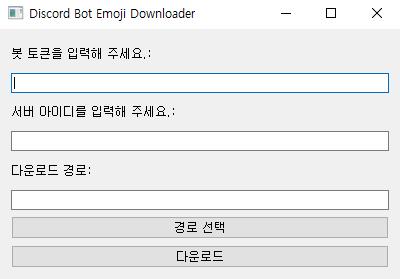 Discord Bot Emoji Downloader
봇 토큰을 입력해 주세요.:
서버 아이디를 입력해 주세요.:
다운로드 경로:
경로 선택
다운로드